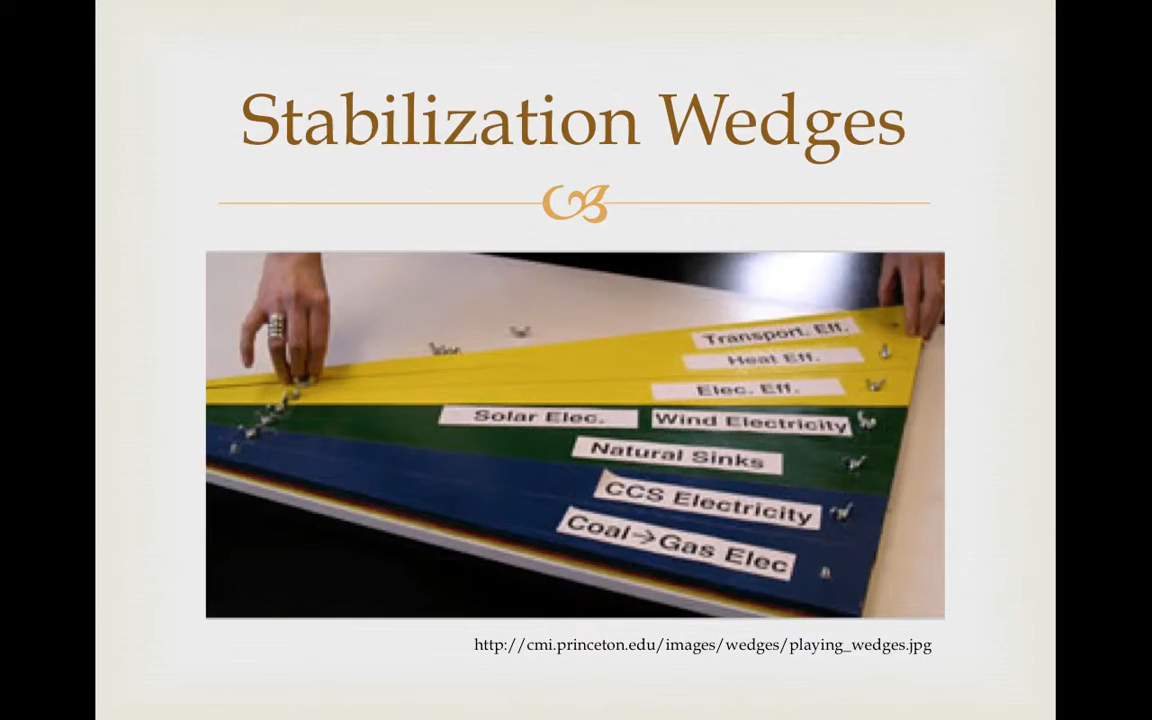 Stabilization Wedges
Transport. Eff.
Heat Eff.
Elec. Eff.
Solar Elec.
Wind Electricity
Natural Sinks
CCS Electricity
Coal→Gas Elec
http://cmi.princeton.edu/images/wedges/playing_wedges.jpg